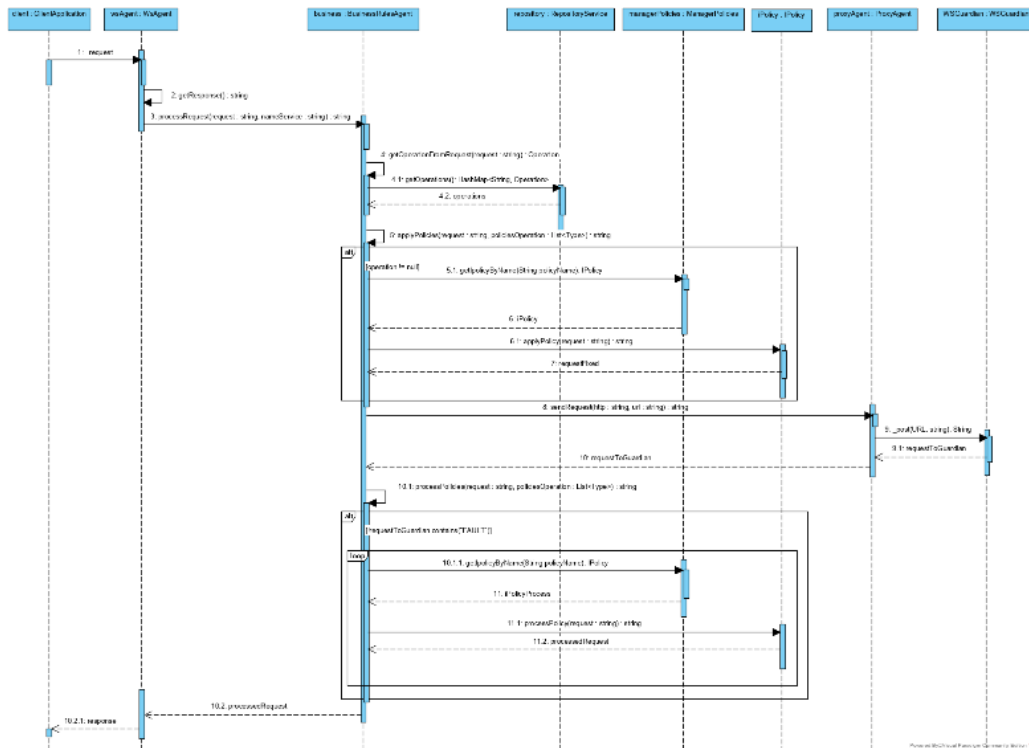 client : ClientApplication
wsAgent : WsAgent
business : BusinessRulesAgent
repository : RepositoryService
managerPolicies : ManagerPolicies
iPolicy : IPolicy
proxyAgent : ProxyAgent
WSGuardian : WSGuardian
1: request
2: getResponse() : string
3: processRequest(request : string, nameService : string) : string
4: getOperationFromRequest(request : string) : Operation
4.1: getOperations(): HashMap<String, Operation>
4.2: operations
5: applyPolicies(request : string, policiesOperation : List<Type>) : string
alt
[operation != null]
5.1: getIpolicyByName(String policyName): IPolicy
6: iPolicy
6.1: applyPolicy(request : string) : string
7: requestFixed
8: sendRequest(http : string, url : string) : string
9: _post(URL, string): String
9.1: requestToGuardian
10: requestToGuardian
10.1: processPolicies(request : string, policiesOperation : List<Type>) : string
alt
loop
10.1.1: getIpolicyByName(String policyName): IPolicy
11: iPolicyProcess
11.1: processPolicy(request : string) : string
11.2: processedRequest
10.2: processedRequest
10.2.1: response